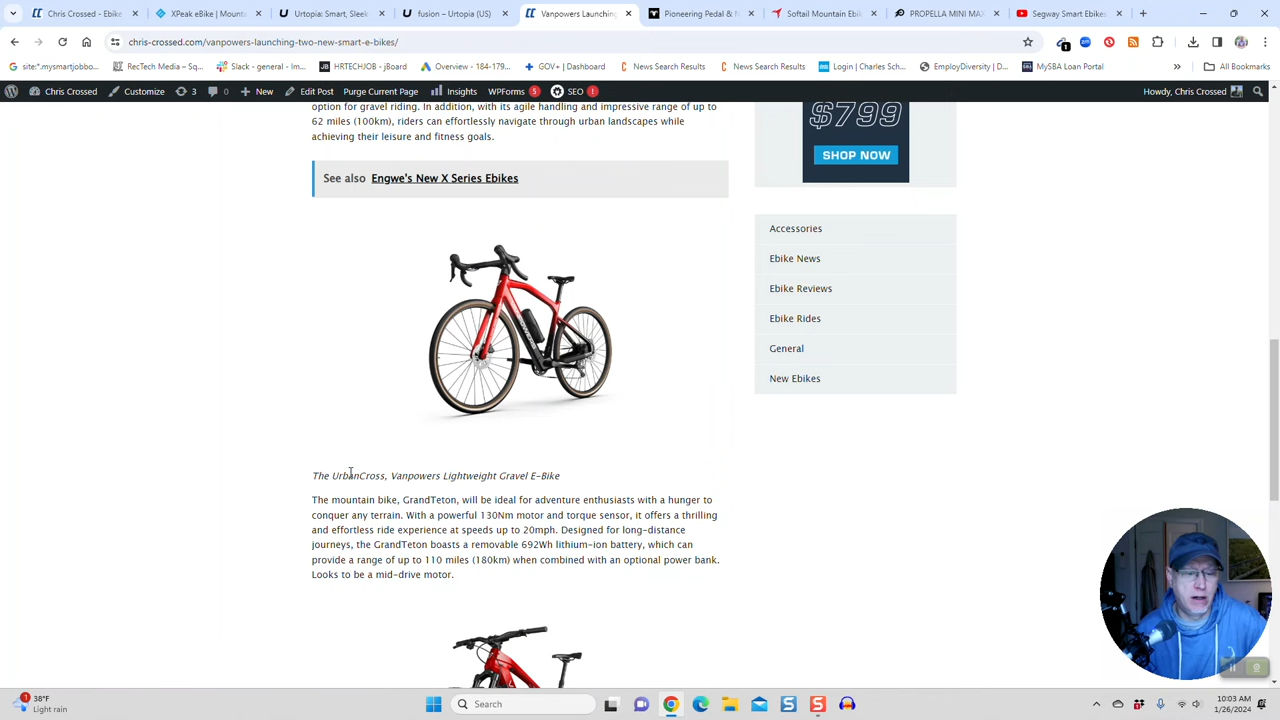 Chris Crossed - Ebike
XPeak eBike | Mount
Urtopia: Smart, Sleek
fusion – Urtopia (US)
Vanpowers Launching
Pioneering Pedal &
Softail Mountain Ebik
PROPELLA MINI MAX
Segway Smart Ebikes
chris-crossed.com/vanpowers-launching-two-new-smart-e-bikes/
site:*.mysmartjobbo...
RecTech Media – Sq...
Slack - general - Im...
HRTECHJOB - jBoard
Overview – 184-179...
GOV+ | Dashboard
News Search Results
News Search Results
Login | Charles Sch...
EmployDiversity | D...
MySBA Loan Portal
All Bookmarks
Chris Crossed
Customize
3
0
New
Edit Post
Purge Current Page
Insights
WPForms 5
SEO !
Howdy, Chris Crossed
option for gravel riding. In addition, with its agile handling and impressive range of up to
62 miles (100km), riders can effortlessly navigate through urban landscapes while
achieving their leisure and fitness goals.
See also Engwe's New X Series Ebikes
$799
SHOP NOW
Accessories
Ebike News
Ebike Reviews
Ebike Rides
General
New Ebikes
The UrbanCross, Vanpowers Lightweight Gravel E-Bike
The mountain bike, GrandTeton, will be ideal for adventure enthusiasts with a hunger to
conquer any terrain. With a powerful 130Nm motor and torque sensor, it offers a thrilling
and effortless ride experience at speeds up to 20mph. Designed for long-distance
journeys, the GrandTeton boasts a removable 692Wh lithium-ion battery, which can
provide a range of up to 110 miles (180km) when combined with an optional power bank.
Looks to be a mid-drive motor.
1
38°F
Light rain
Search
10:03 AM
1/26/2024